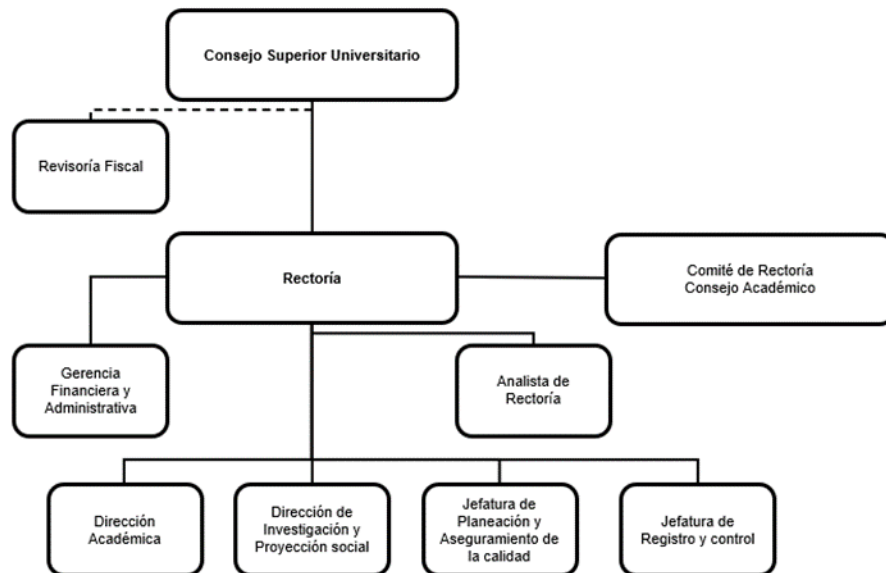 Consejo Superior Universitario
Revisoría Fiscal
Rectoría
Comité de Rectoría
Consejo Académico
Gerencia
Financiera y
Administrativa
Analista de
Rectoría
Dirección
Académica
Dirección de
Investigación y
Proyección social
Jefatura de
Planeación y
Aseguramiento de
la calidad
Jefatura de
Registro y control